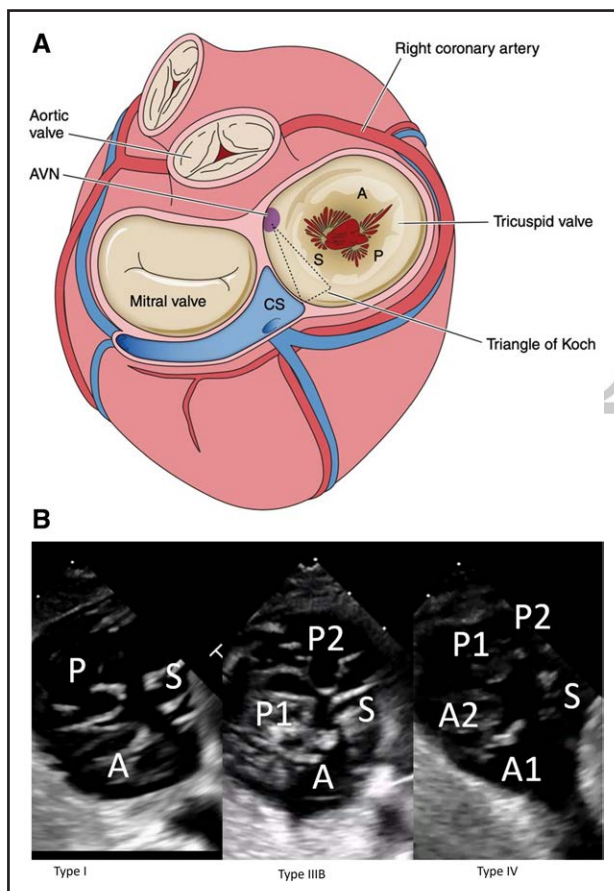 A
Right coronary artery
Aortic
valve
AVN
A
Tricuspid valve
S
P
Mitral valve
CS
Triangle of Koch
B
P
S
A
P2
P1
S
A
P2
P1
S
A2
A1
Type I
Type IIIB
Type IV